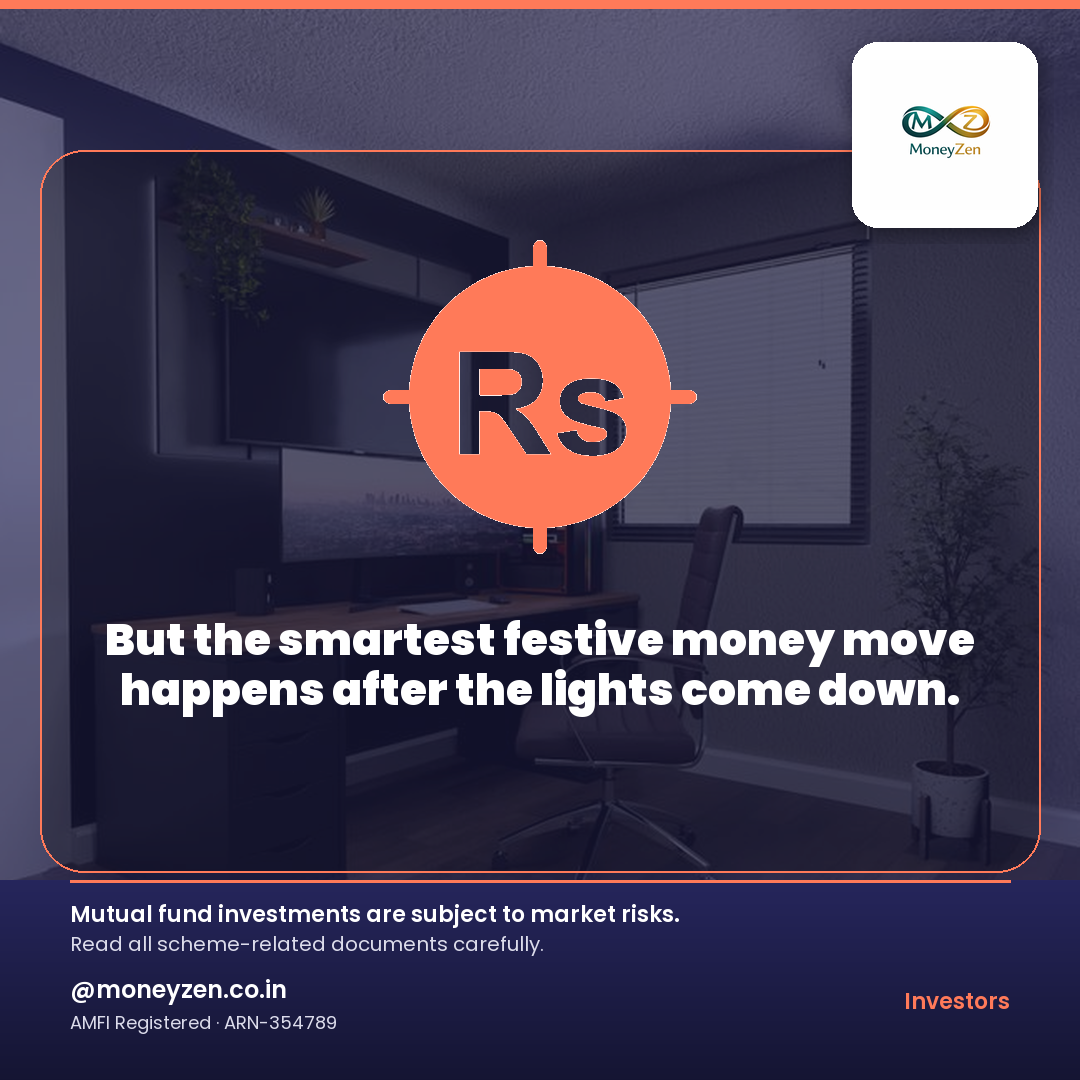 MZ
MoneyZen
Rs
But the smartest festive money move
happens after the lights come down.
Mutual fund investments are subject to market risks.
Read all scheme-related documents carefully.
@moneyzen.co.in
AMFI Registered · ARN-354789
Investors